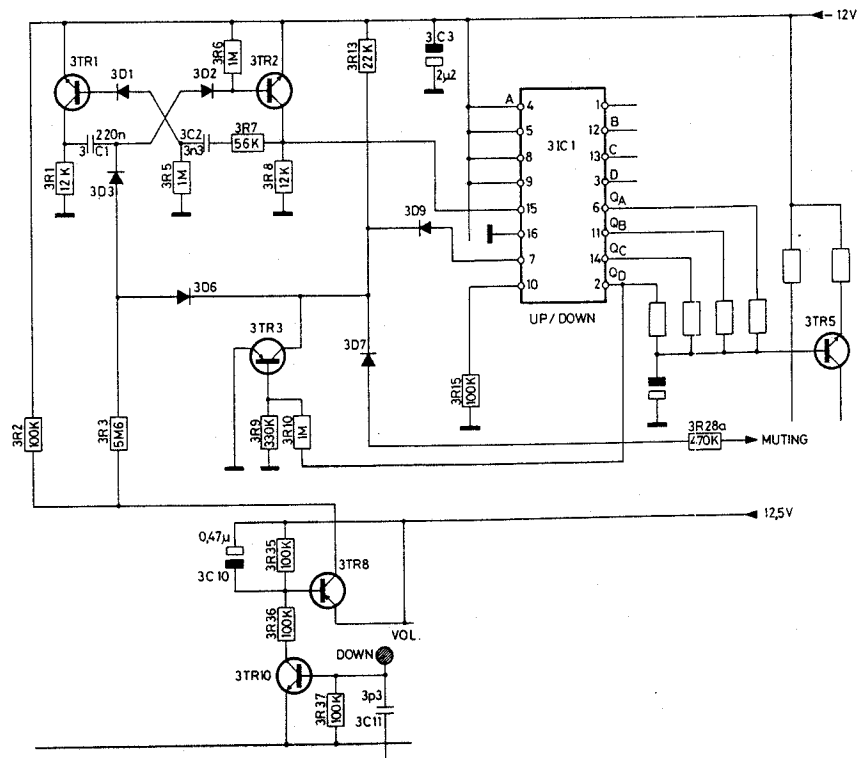 -12V
3TR1
3D1
3D2
3R6
1M
3TR2
3R13
22K
3C3
2µ2
220n
3C1
3C2
3n3
3R7
56K
3R1
12K
3D3
3R5
1M
3R8
12K
3D9
A
4
5
8
9
15
16
7
10
3IC1
1
12
B
13
C
3
D
6
QA
11
QB
14
QC
2
QD
UP/DOWN
3D6
3TR3
3D7
3TR5
3R15
100K
3R2
100K
3R3
5M6
3R9
330K
3R10
1M
3R28a
470K
MUTING
12,5V
0,47µ
3C10
3R35
100K
3TR8
3R36
100K
VOL.
DOWN
3TR10
3R37
100K
3p3
3C11